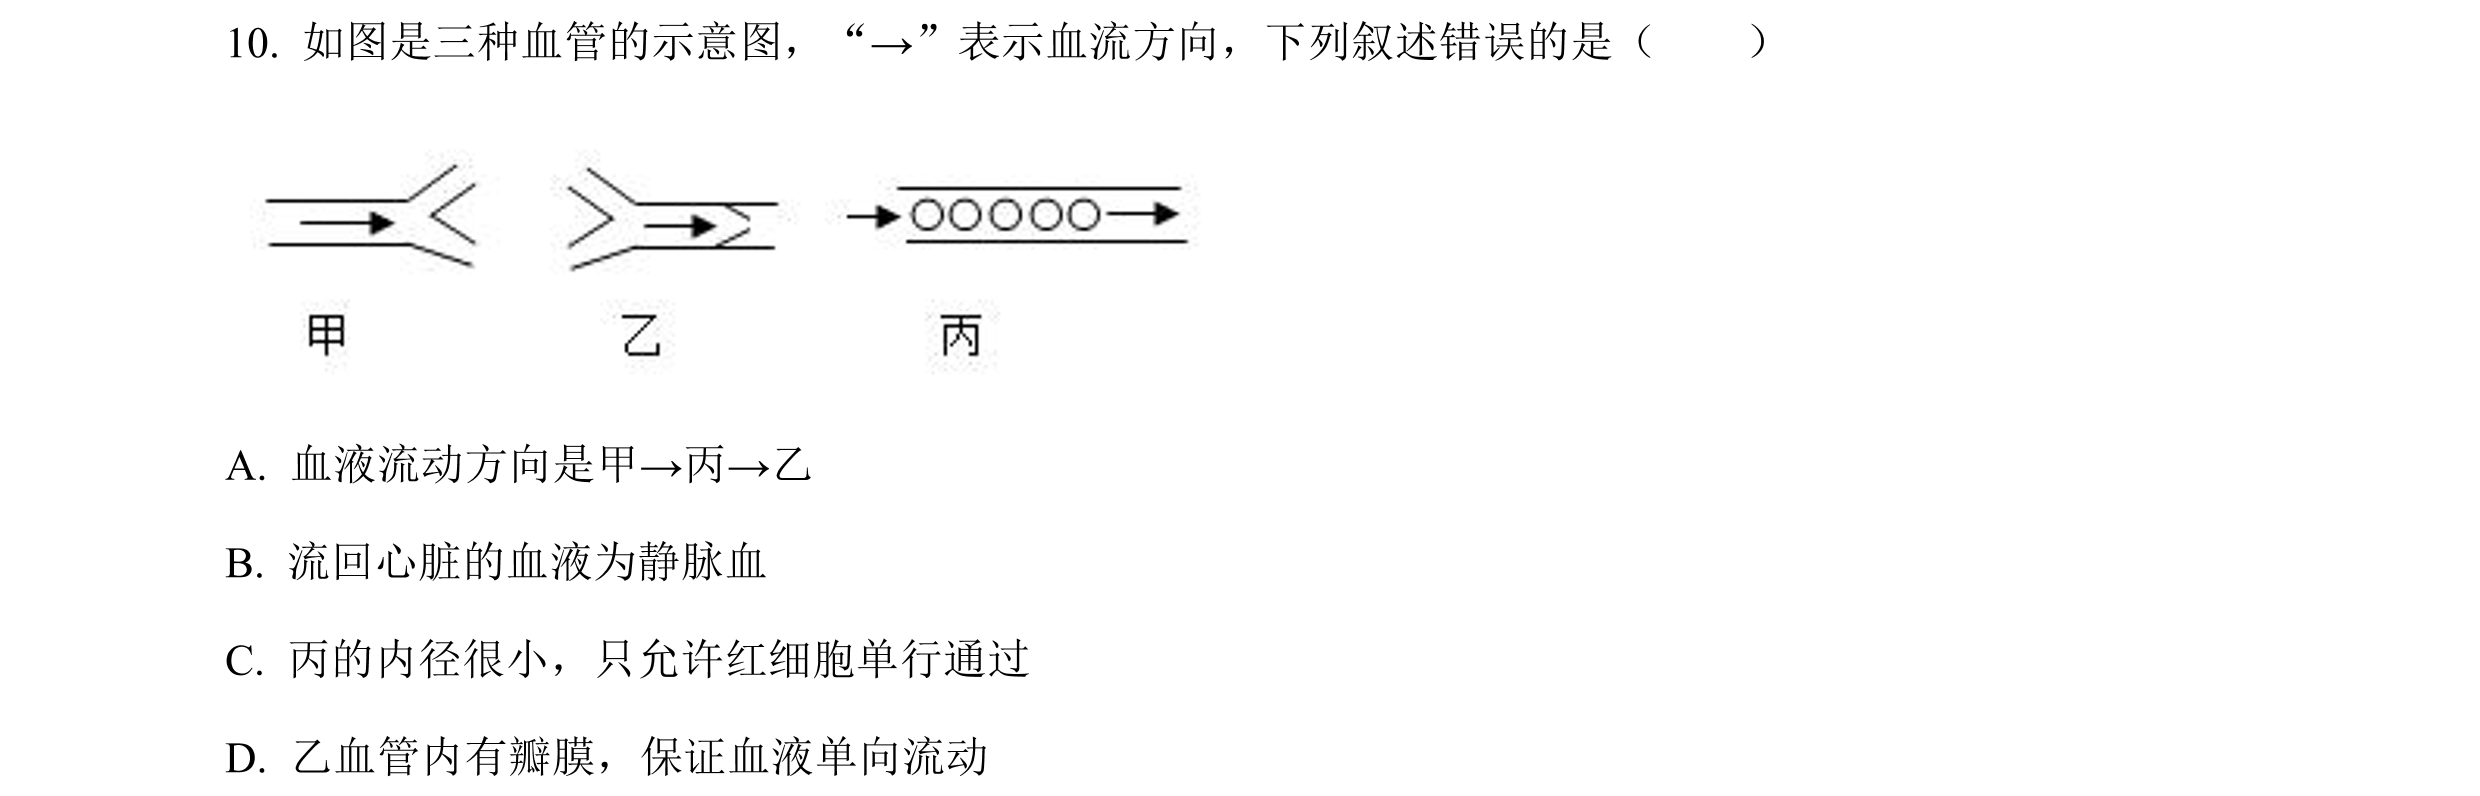 10. 如图是三种血管的示意图，“→”表示血流方向，下列叙述错误的是（　　）
甲 乙 丙
A. 血液流动方向是甲→丙→乙
B. 流回心脏的血液为静脉血
C. 丙的内径很小，只允许红细胞单行通过
D. 乙血管内有瓣膜，保证血液单向流动